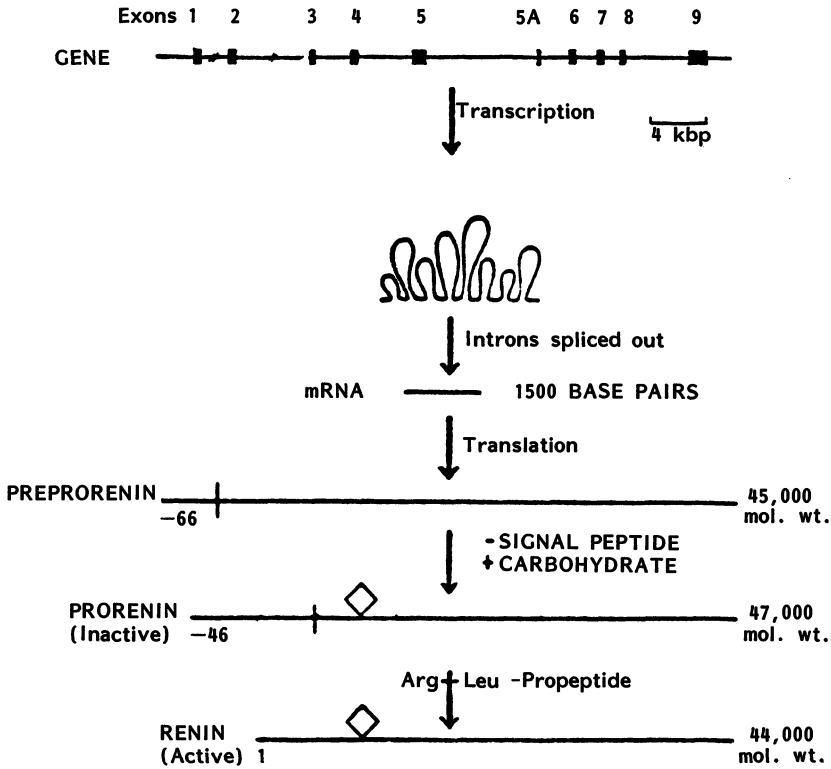 Exons 1 2 3 4 5 5A 6 7 8 9
GENE
Transcription
4 kbp
Introns spliced out
mRNA 1500 BASE PAIRS
Translation
PREPRORENIN
−66
45,000
mol. wt.
- SIGNAL PEPTIDE
+ CARBOHYDRATE
PRORENIN
(Inactive) −46
47,000
mol. wt.
Arg Leu -Propeptide
RENIN
(Active) 1
44,000
mol. wt.